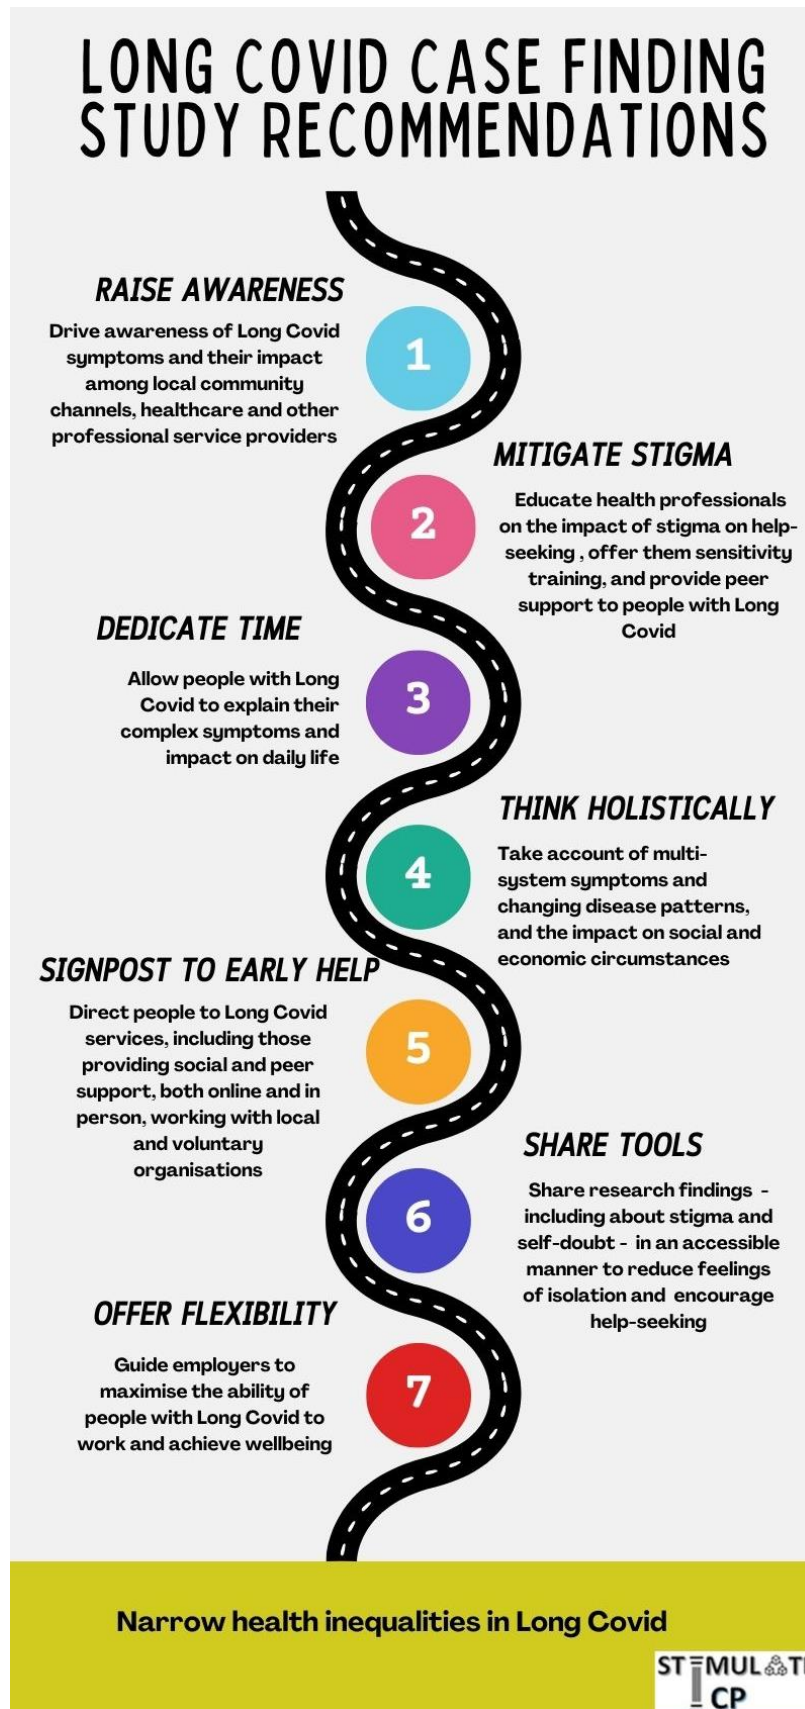 LONG COVID CASE FINDING
STUDY RECOMMENDATIONS
RAISE AWARENESS
Drive awareness of Long Covid
symptoms and their impact
among local community
channels, healthcare and other
professional service providers
1
MITIGATE STIGMA
Educate health professionals
on the impact of stigma on help-
seeking , offer them sensitivity
training, and provide peer
support to people with Long
Covid
2
DEDICATE TIME
Allow people with Long
Covid to explain their
complex symptoms and
impact on daily life
3
THINK HOLISTICALLY
Take account of multi-
system symptoms and
changing disease patterns,
and the impact on social and
economic circumstances
4
SIGNPOST TO EARLY HELP
Direct people to Long Covid
services, including those
providing social and peer
support, both online and in
person, working with local
and voluntary
organisations
5
SHARE TOOLS
Share research findings -
including about stigma and
self-doubt - in an accessible
manner to reduce feelings
of isolation and encourage
help-seeking
6
OFFER FLEXIBILITY
Guide employers to
maximise the ability of
people with Long Covid to
work and achieve wellbeing
7
Narrow health inequalities in Long Covid
STIMULATE
CP